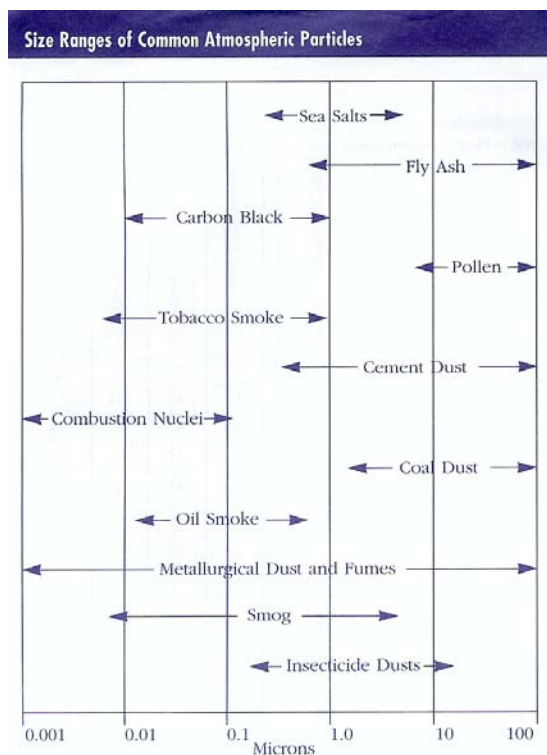 Size Ranges of Common Atmospheric Particles
Sea Salts
Fly Ash
Carbon Black
Pollen
Tobacco Smoke
Cement Dust
Combustion Nuclei
Coal Dust
Oil Smoke
Metallurgical Dust and Fumes
Smog
Insecticide Dusts
0.001 0.01 0.1 1.0 10 100
Microns